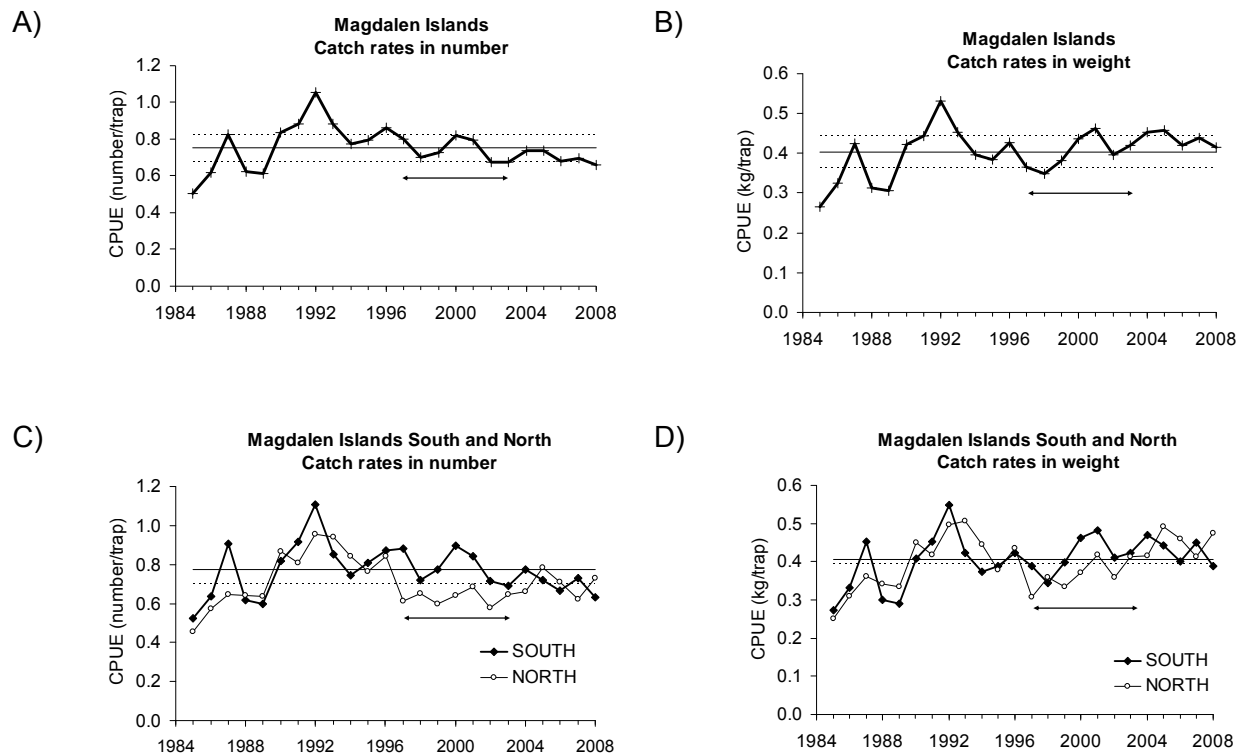 A)
Magdalen Islands
Catch rates in number
CPUE (number/trap)
1.2
1.0
0.8
0.6
0.4
0.2
0.0
1984 1988 1992 1996 2000 2004 2008
B)
Magdalen Islands
Catch rates in weight
CPUE (kg/trap)
0.6
0.5
0.4
0.3
0.2
0.1
0.0
1984 1988 1992 1996 2000 2004 2008
C)
Magdalen Islands South and North
Catch rates in number
CPUE (number/trap)
1.2
1.0
0.8
0.6
0.4
0.2
0.0
SOUTH
NORTH
1984 1988 1992 1996 2000 2004 2008
D)
Magdalen Islands South and North
Catch rates in weight
CPUE (kg/trap)
0.6
0.5
0.4
0.3
0.2
0.1
0.0
SOUTH
NORTH
1984 1988 1992 1996 2000 2004 2008